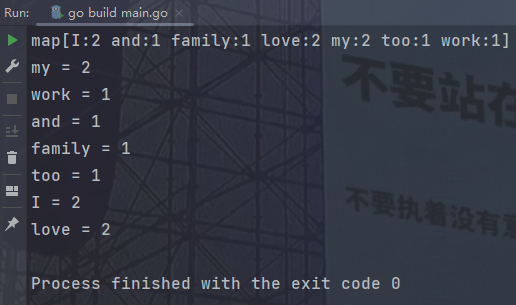 Run: go build main.go
map[I:2 and:1 family:1 love:2 my:2 too:1 work:1]
my = 2
work = 1
and = 1
family = 1
too = 1
I = 2
love = 2
Process finished with the exit code 0
不要站在
不要执着没有意